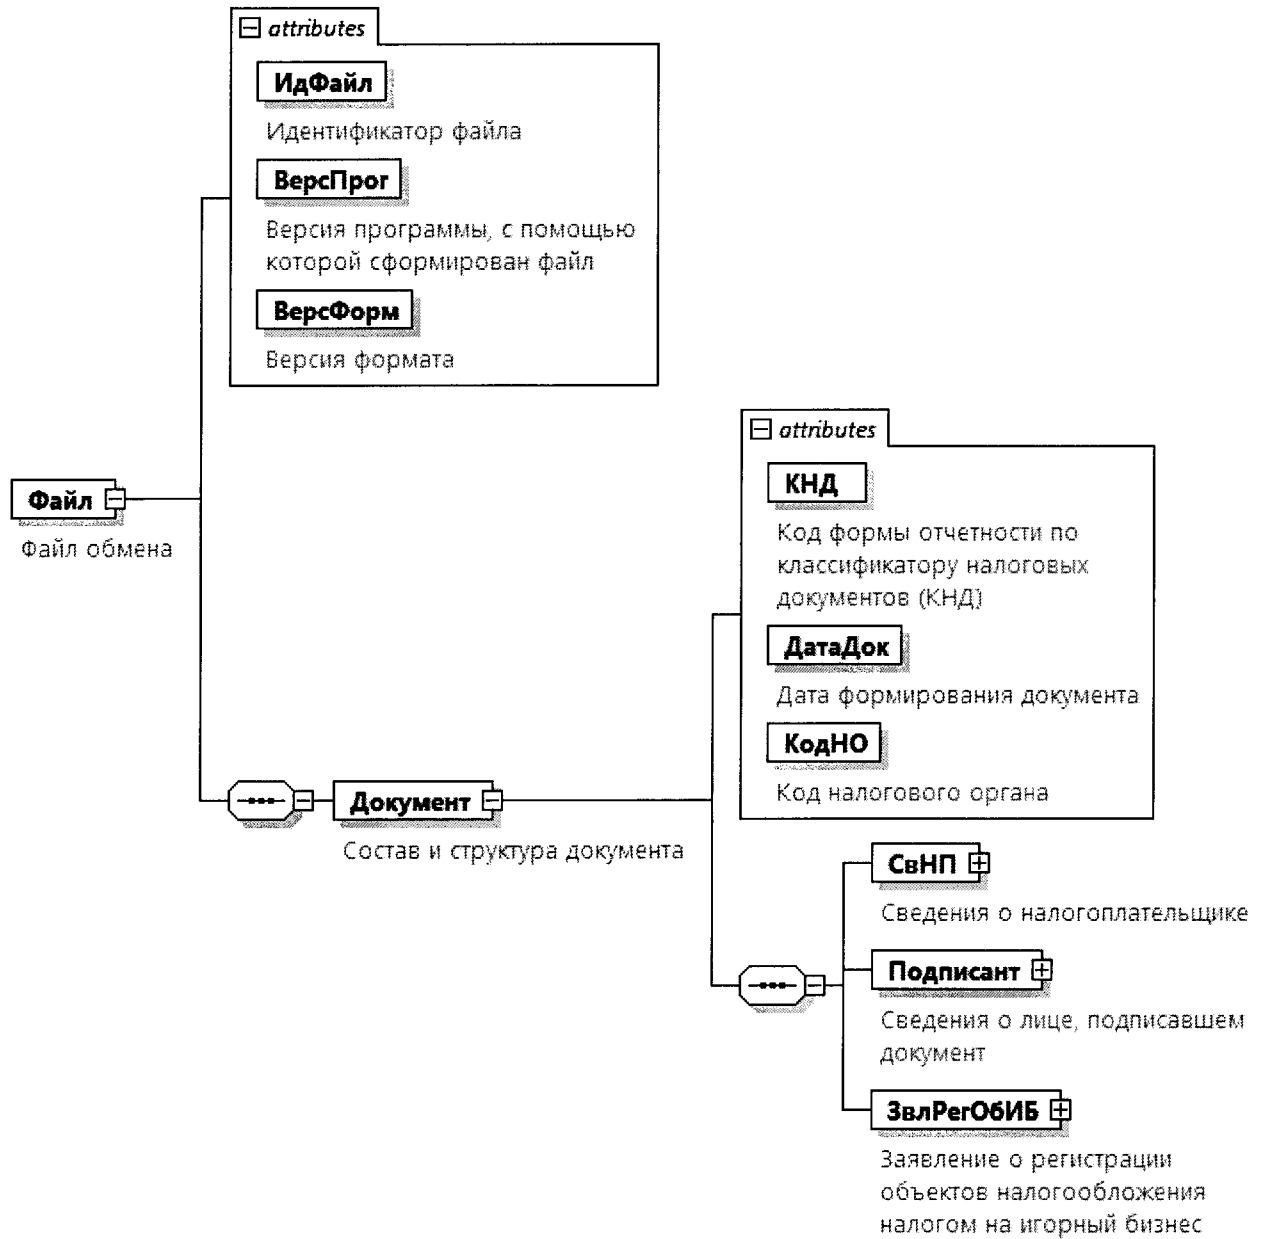 attributes
ИдФайл
Идентификатор файла
ВерсПрог
Версия программы, с помощью
которой сформирован файл
ВерсФорм
Версия формата
Файл
Файл обмена
Документ
Состав и структура документа
attributes
КНД
Код формы отчетности по
классификатору налоговых
документов (КНД)
ДатаДок
Дата формирования документа
КодНО
Код налогового органа
СвНП
Сведения о налогоплательщике
Подписант
Сведения о лице, подписавшем
документ
ЗвлРегОбИБ
Заявление о регистрации
объектов налогообложения
налогом на игорный бизнес